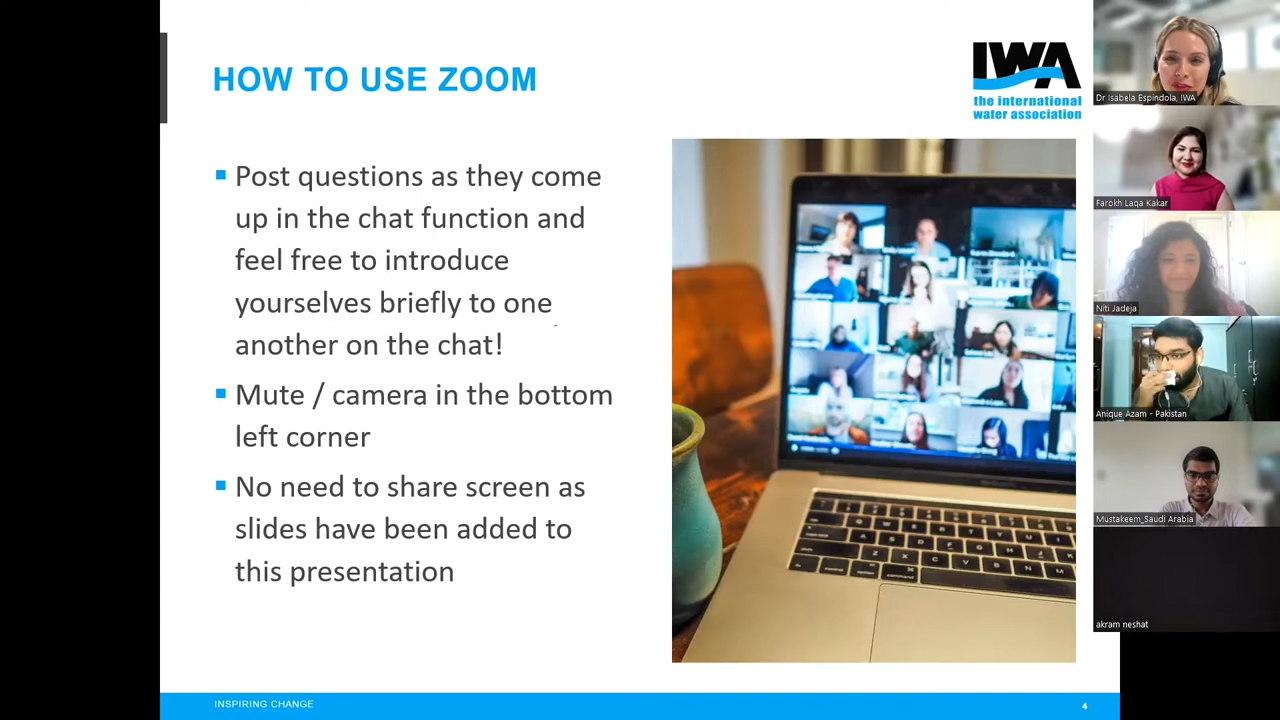 HOW TO USE ZOOM
IWA
the international
water association
Post questions as they come
up in the chat function and
feel free to introduce
yourselves briefly to one
another on the chat!
Mute / camera in the bottom
left corner
No need to share screen as
slides have been added to
this presentation
INSPIRING CHANGE
4
Dr Isabela Espindola, IWA
Farokh Laqa Kakar
Niti Jadeja
Anique Azam - Pakistan
Mustakeem_Saudi Arabia
akram neshat